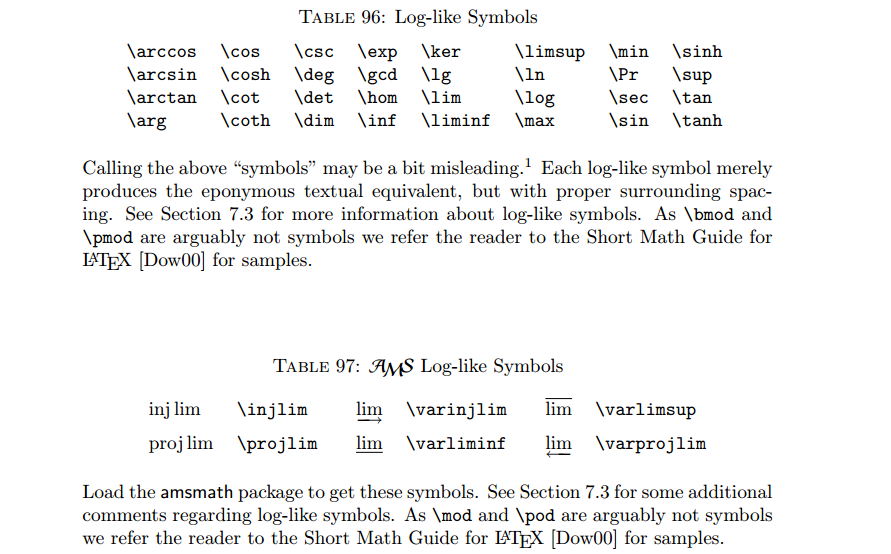 TABLE 96: Log-like Symbols
\arccos \cos \csc \exp \ker \limsup \min \sinh
\arcsin \cosh \deg \gcd \lg \ln \Pr \sup
\arctan \cot \det \hom \lim \log \sec \tan
\arg \coth \dim \inf \liminf \max \sin \tanh
Calling the above “symbols” may be a bit misleading.1 Each log-like symbol merely
produces the eponymous textual equivalent, but with proper surrounding spac-
ing. See Section 7.3 for more information about log-like symbols. As \bmod and
\pmod are arguably not symbols we refer the reader to the Short Math Guide for
LATEX [Dow00] for samples.
TABLE 97: AMS Log-like Symbols
inj lim \injlim lim \varinjlim lim \varlimsup
proj lim \projlim lim \varliminf lim \varprojlim
Load the amsmath package to get these symbols. See Section 7.3 for some additional
comments regarding log-like symbols. As \mod and \pod are arguably not symbols
we refer the reader to the Short Math Guide for LATEX [Dow00] for samples.